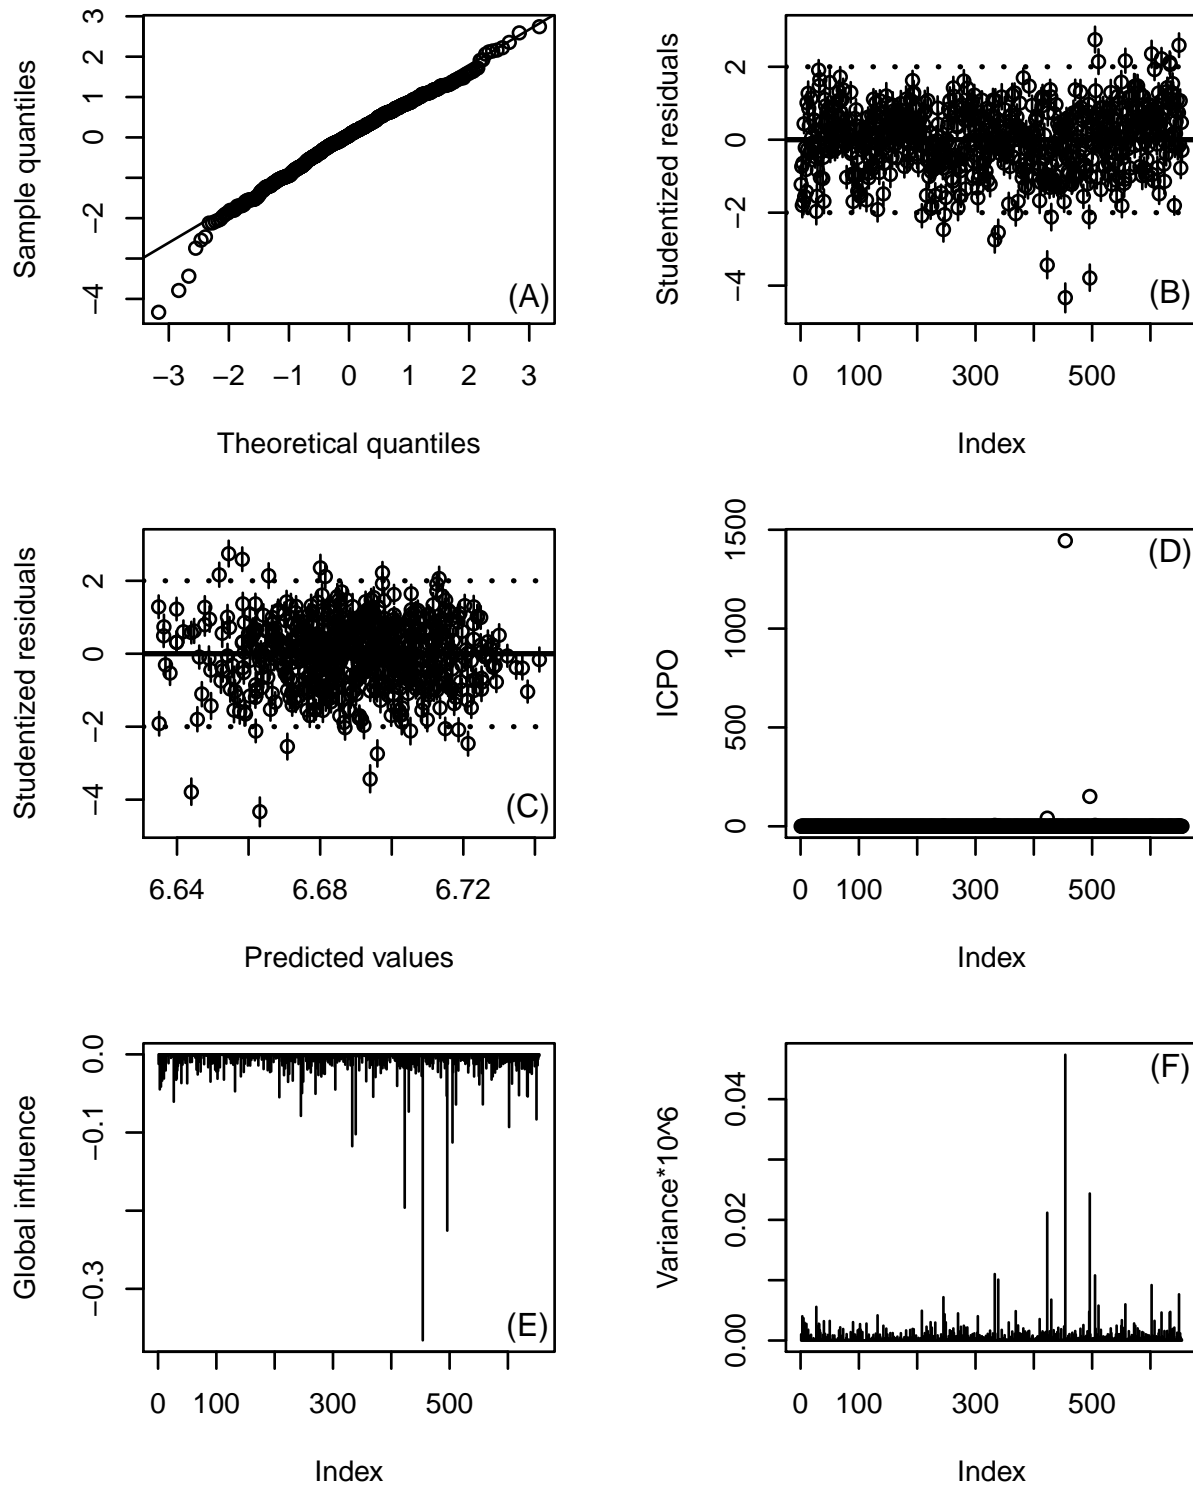 Sample quantiles
3
2
1
0
−2
−4
(A)
−3 −2 −1 0 1 2 3
Theoretical quantiles
Studentized residuals
2
0
−2
−4
(B)
0 100 300 500
Index
Studentized residuals
2
0
−2
−4
(C)
6.64 6.68 6.72
Predicted values
ICPO
1500
1000
500
0
(D)
0 100 300 500
Index
Global influence
0.0
−0.1
−0.3
(E)
0 100 300 500
Index
Variance*10^6
0.04
0.02
0.00
(F)
0 100 300 500
Index